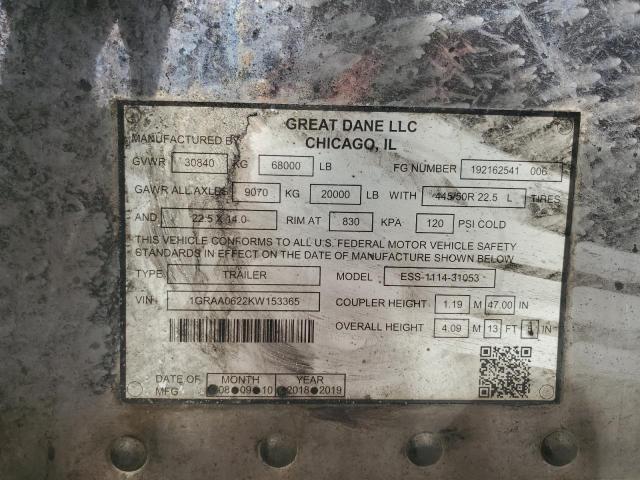 GREAT DANE LLC
MANUFACTURED BY CHICAGO, IL
GVWR 30840 KG 68000 LB FG NUMBER 192162541 006
GAWR ALL AXLES 9070 KG 20000 LB WITH 445/50R 22.5 L TIRES
AND 22.5 X 14.0 RIM AT 830 KPA 120 PSI COLD
THIS VEHICLE CONFORMS TO ALL U.S. FEDERAL MOTOR VEHICLE SAFETY
STANDARDS IN EFFECT ON THE DATE OF MANUFACTURE SHOWN BELOW.
TYPE TRAILER MODEL ESS-1114-31053
VIN 1GRAA0622KW153365 COUPLER HEIGHT 1.19 M 47.00 IN
OVERALL HEIGHT 4.09 M 13 FT IN
DATE OF MONTH YEAR
MFG 08 09 10 2018 2019